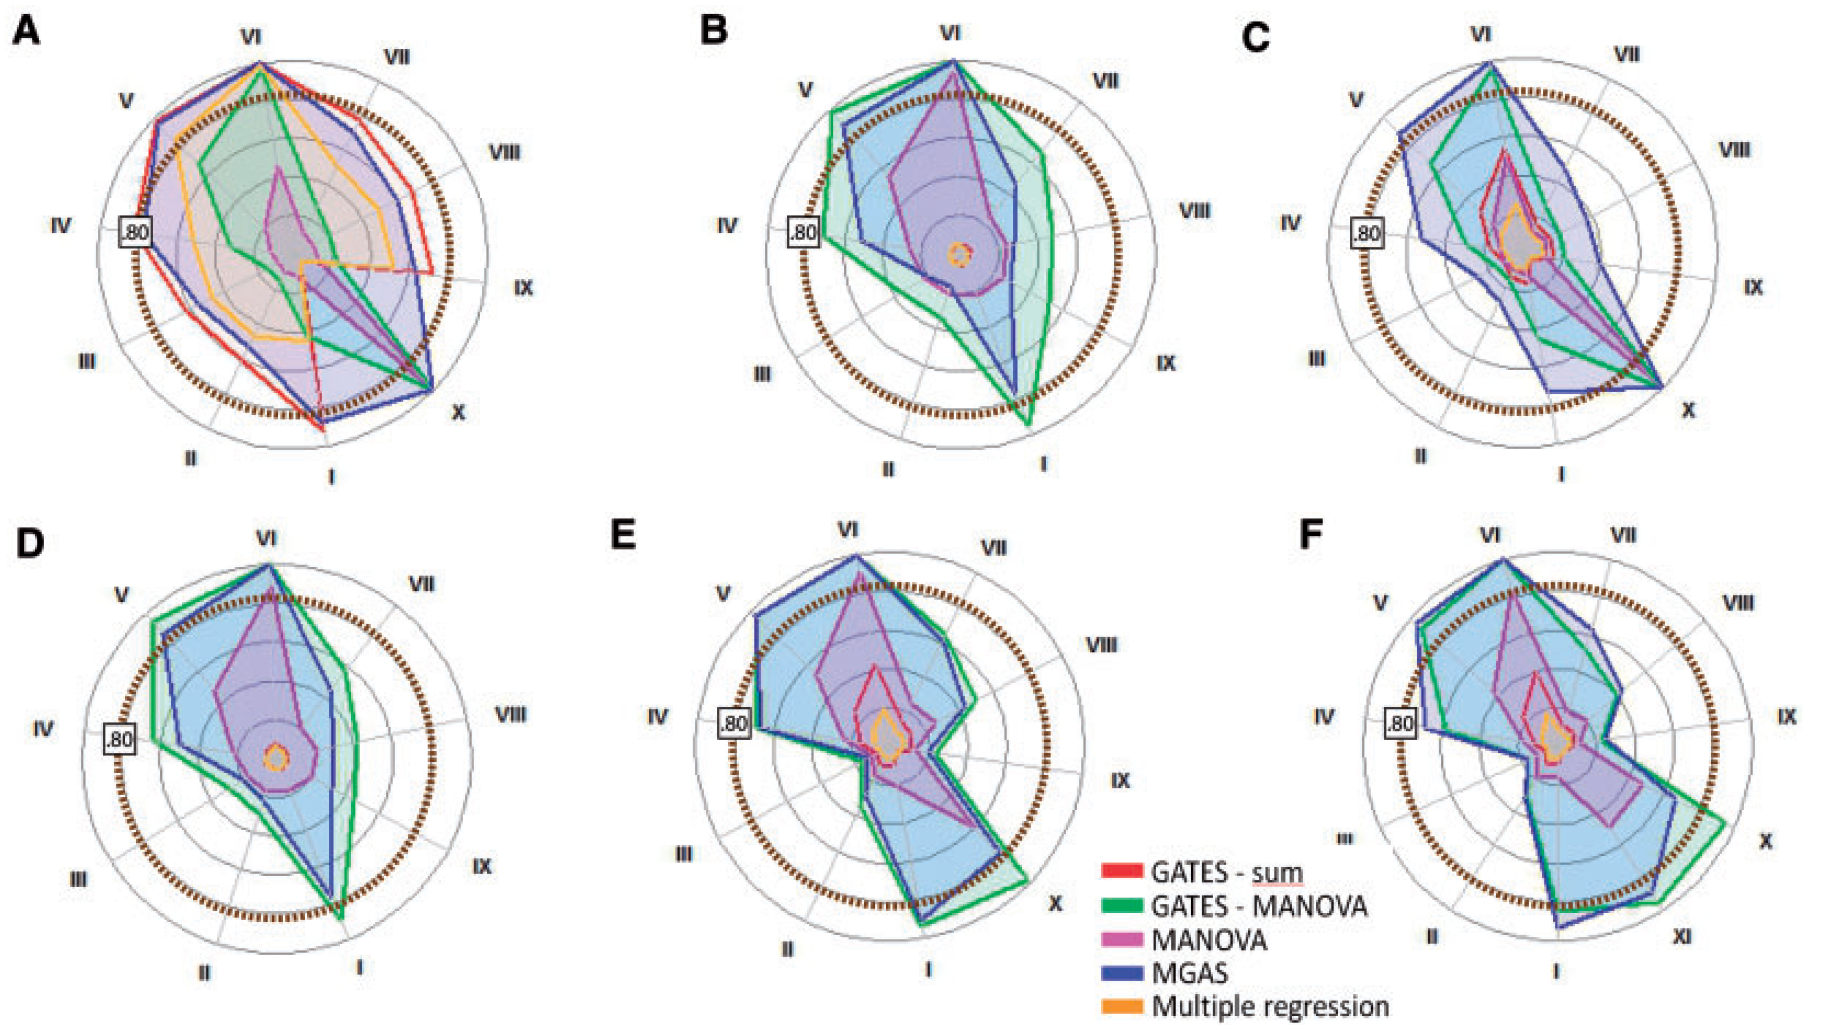 A
VI
VII
V
VIII
IV
.80
IX
III
X
II
I
B
VI
VII
V
VIII
IV
.80
IX
III
II
I
C
VI
VII
V
VIII
IV
.80
IX
III
X
II
I
D
VI
VII
V
VIII
IV
.80
IX
III
II
I
E
VI
VII
V
VIII
IV
.80
IX
III
X
II
I
F
VI
VII
V
VIII
IV
.80
IX
III
X
II
XI
I
GATES - sum
GATES - MANOVA
MANOVA
MGAS
Multiple regression